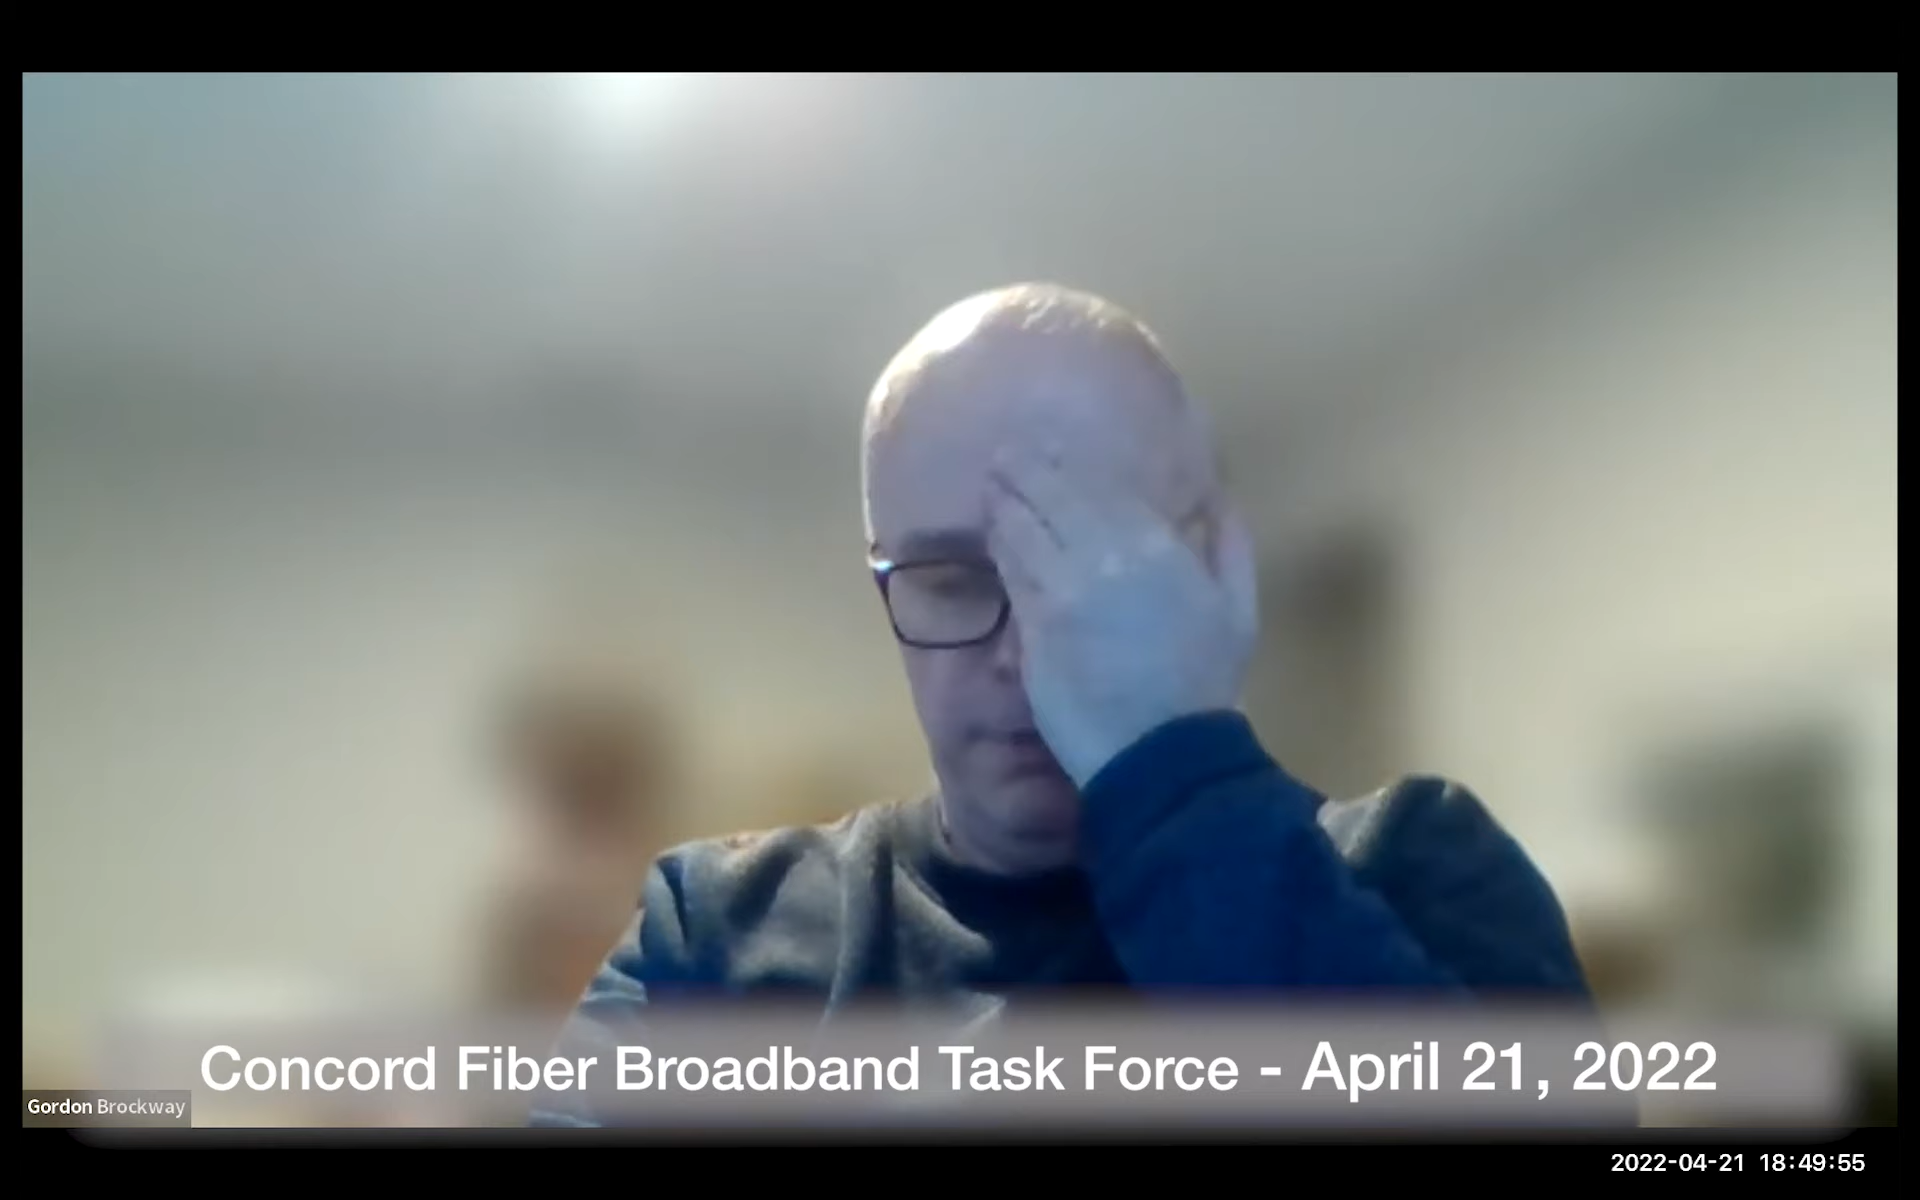 Concord Fiber Broadband Task Force - April 21, 2022
Gordon Brockway
2022-04-21 18:49:55